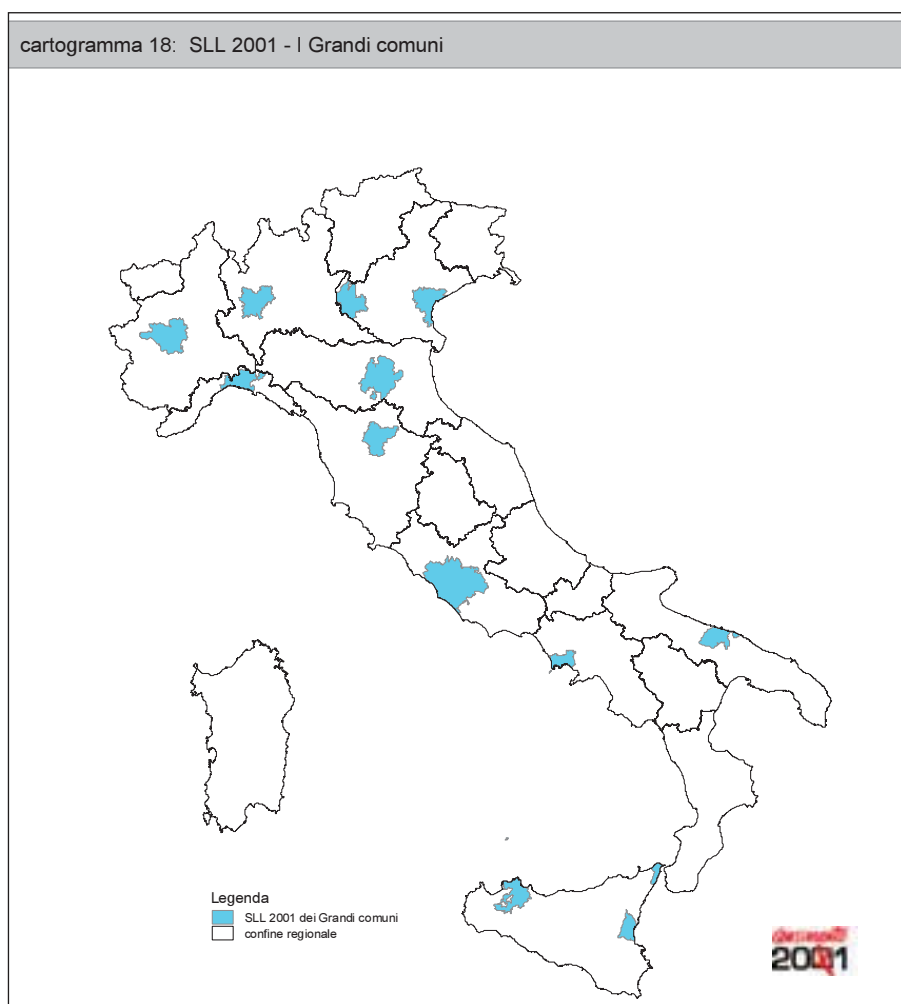 cartogramma 18: SLL 2001 - I Grandi comuni
Legenda
SLL 2001 dei Grandi comuni
confine regionale
2001